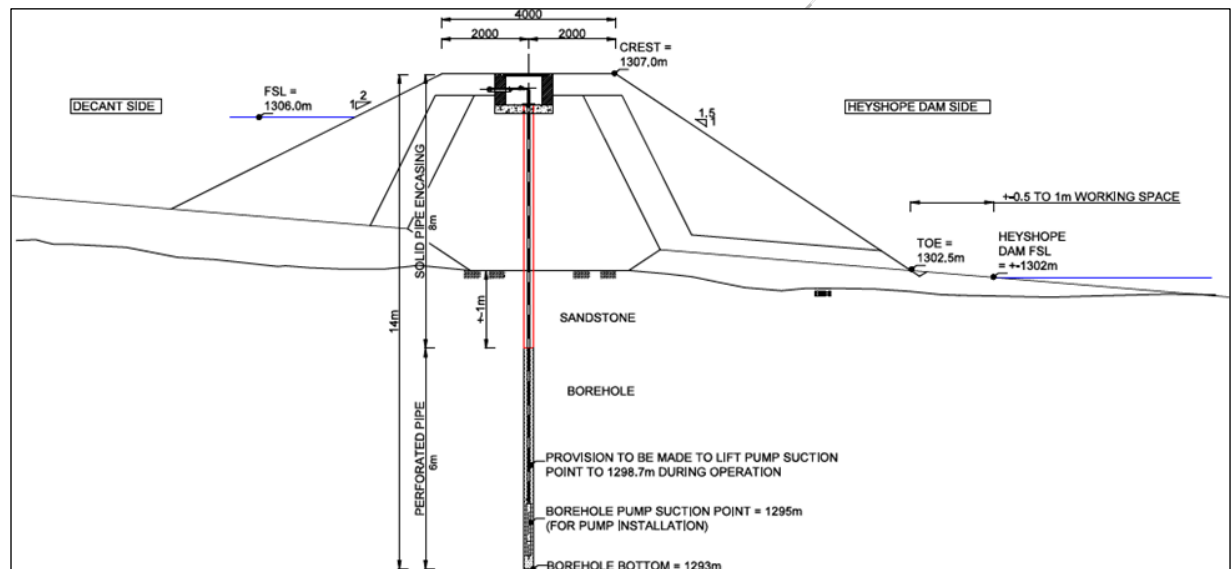 4000
2000
2000
CREST =
1307.0m
FSL =
1306.0m
2
1
DECANT SIDE
HEYSHOPE DAM SIDE
1.5
1
SOLID PIPE ENCASING
8m
14m
+-0.5 TO 1m WORKING SPACE
TOE =
1302.5m
HEYSHOPE
DAM FSL
= +-1302m
+-1m
SANDSTONE
BOREHOLE
PERFORATED PIPE
6m
PROVISION TO BE MADE TO LIFT PUMP SUCTION
POINT TO 1298.7m DURING OPERATION
BOREHOLE PUMP SUCTION POINT = 1295m
(FOR PUMP INSTALLATION)
BOREHOLE BOTTOM = 1293m